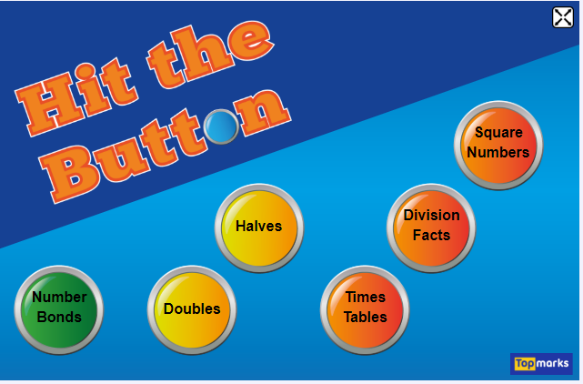 Hit the
Button
Square
Numbers
Halves
Division
Facts
Number
Bonds
Doubles
Times
Tables
Topmarks